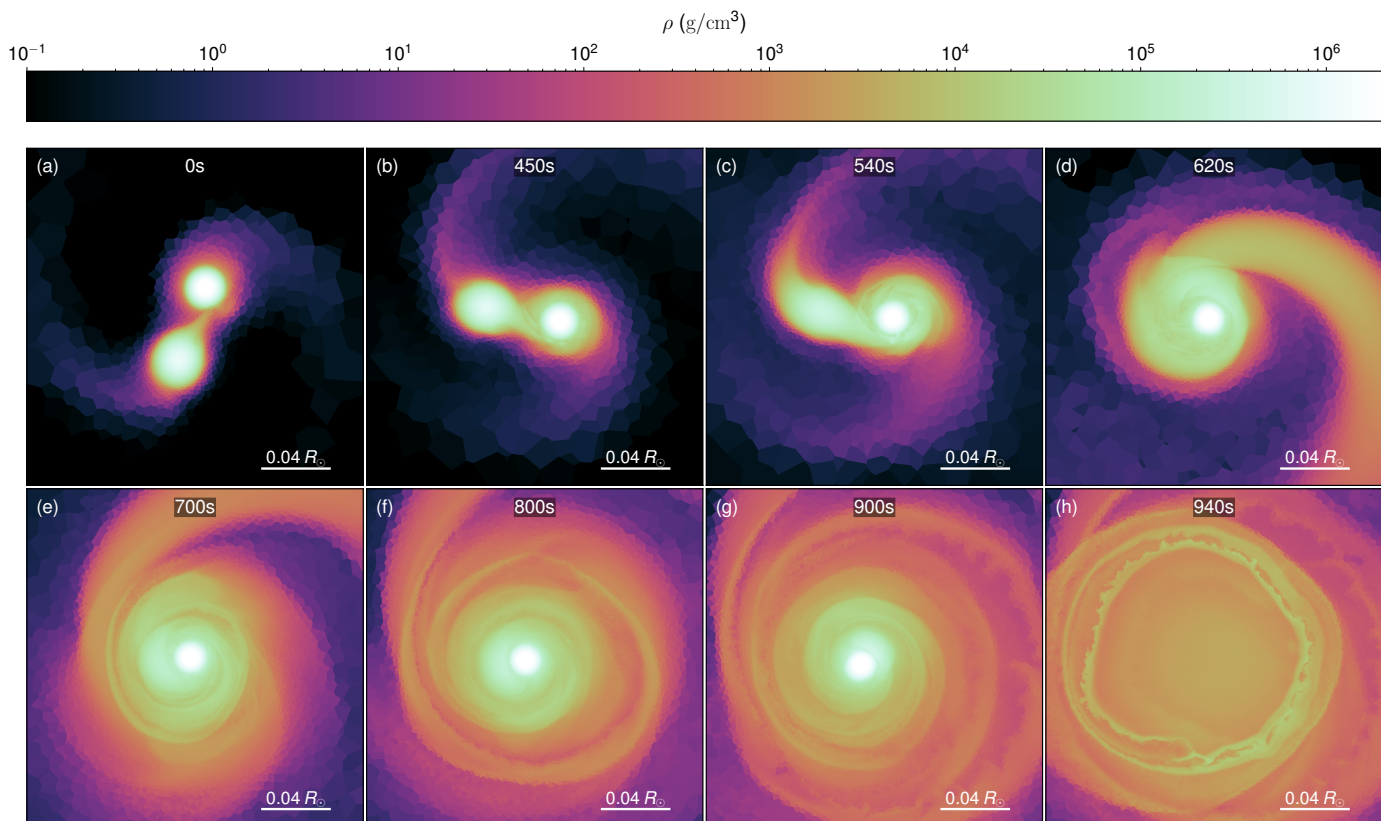 ρ (g/cm³)
10⁻¹ 10⁰ 10¹ 10² 10³ 10⁴ 10⁵ 10⁶
(a) 0s (b) 450s (c) 540s (d) 620s
0.04 R☉ 0.04 R☉ 0.04 R☉ 0.04 R☉
(e) 700s (f) 800s (g) 900s (h) 940s
0.04 R☉ 0.04 R☉ 0.04 R☉ 0.04 R☉